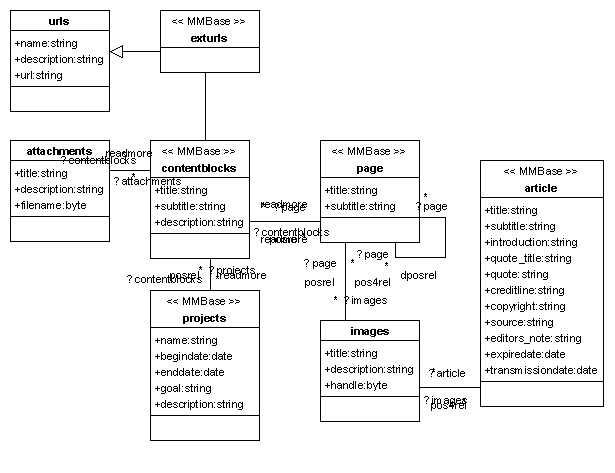 urls
+name:string
+description:string
+url:string
<< MMBase >>
exturls
attachments
+title:string
+description:string
+filename:byte
readmore
? contentblocks
*
? attachments
<< MMBase >>
contentblocks
+title:string
+subtitle:string
+description:string
readmore
* ? page
? contentblocks
readmore
<< MMBase >>
page
+title:string
+subtitle:string
*
? page
? page
*
dposrel
posrel
*
? projects
readmore
? contentblocks
<< MMBase >>
projects
+name:string
+begindate:date
+enddate:date
+goal:string
+description:string
? page
*
posrel
pos4rel
*
? images
images
+title:string
+description:string
+handle:byte
*
? article
? images
pos4rel
<< MMBase >>
article
+title:string
+subtitle:string
+introduction:string
+quote_title:string
+quote:string
+creditline:string
+copyright:string
+source:string
+editors_note:string
+expiredate:date
+transmissiondate:date